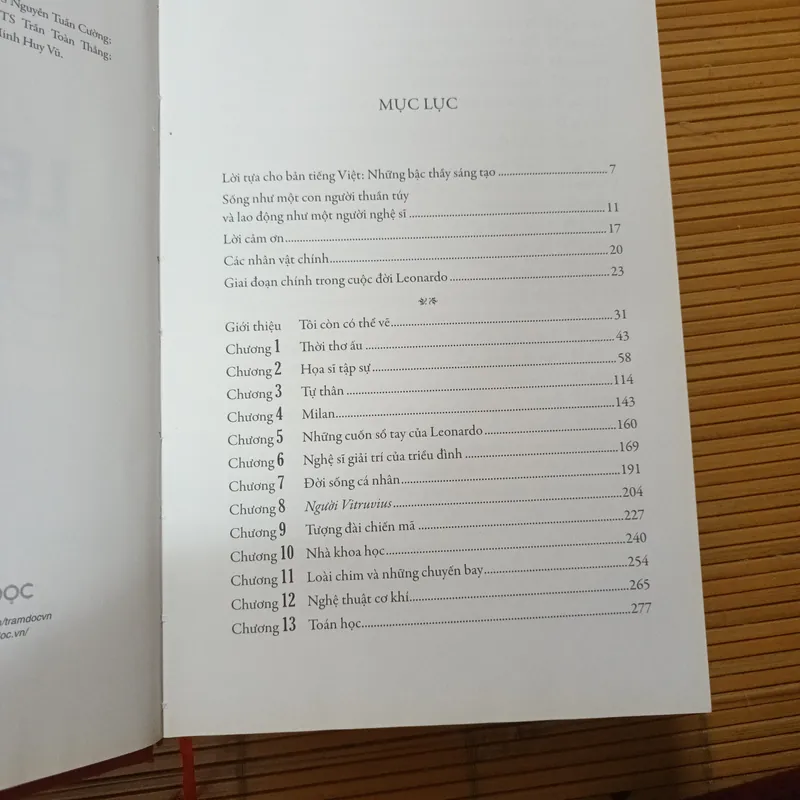 Nguyễn Tuấn Cường;
TS Trần Toàn Thắng;
Minh Huy Vũ.
MỤC LỤC
Lời tựa cho bản tiếng Việt: Những bậc thầy sáng tạo ........ 7
Sống như một con người thuần túy
và lao động như một người nghệ sĩ ........ 11
Lời cảm ơn ........ 17
Các nhân vật chính ........ 20
Giai đoạn chính trong cuộc đời Leonardo ........ 23
Giới thiệu Tôi còn có thể vẽ ........ 31
Chương 1 Thời thơ ấu ........ 43
Chương 2 Họa sĩ tập sự ........ 58
Chương 3 Tự thân ........ 114
Chương 4 Milan ........ 143
Chương 5 Những cuốn sổ tay của Leonardo ........ 160
Chương 6 Nghệ sĩ giải trí của triều đình ........ 169
Chương 7 Đời sống cá nhân ........ 191
Chương 8 Người Vitruvius ........ 204
Chương 9 Tượng đài chiến mã ........ 227
Chương 10 Nhà khoa học ........ 240
Chương 11 Loài chim và những chuyến bay ........ 254
Chương 12 Nghệ thuật cơ khí ........ 265
Chương 13 Toán học ........ 277
ĐỌC
/tramdocvn
oc.vn/